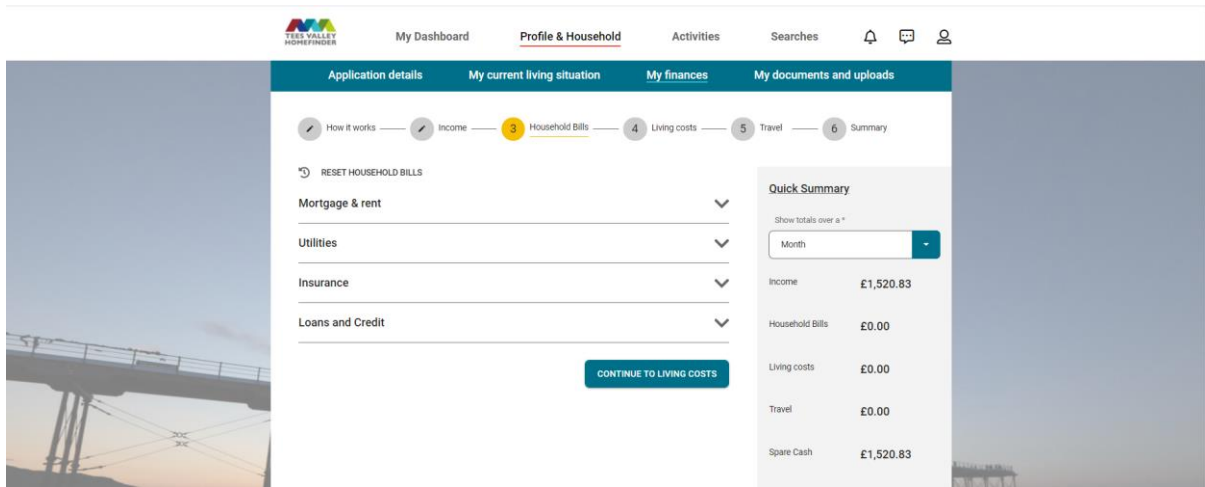 TEES VALLEY
HOMEFINDER
My Dashboard
Profile & Household
Activities
Searches
Application details
My current living situation
My finances
My documents and uploads
How it works
Income
3 Household Bills
4 Living costs
5 Travel
6 Summary
RESET HOUSEHOLD BILLS
Mortgage & rent
Utilities
Insurance
Loans and Credit
CONTINUE TO LIVING COSTS
Quick Summary
Show totals over a *
Month
Income £1,520.83
Household Bills £0.00
Living costs £0.00
Travel £0.00
Spare Cash £1,520.83